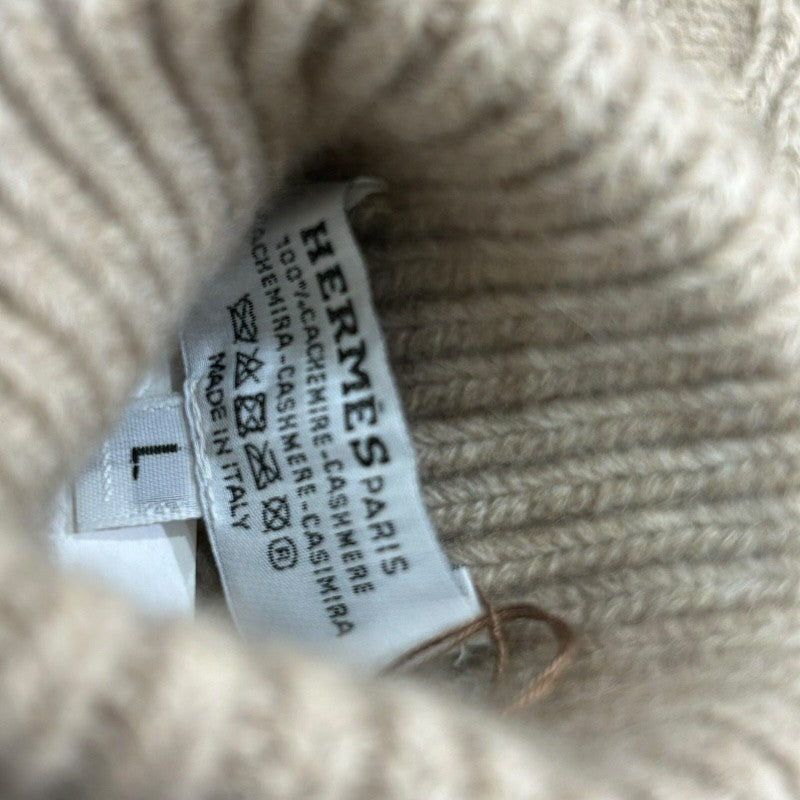 HERMÈS PARIS
100% CACHEMIRE-CASHMERE
CACHEMIRA-CASHMERE-CASIMIRA
MADE IN ITALY
L